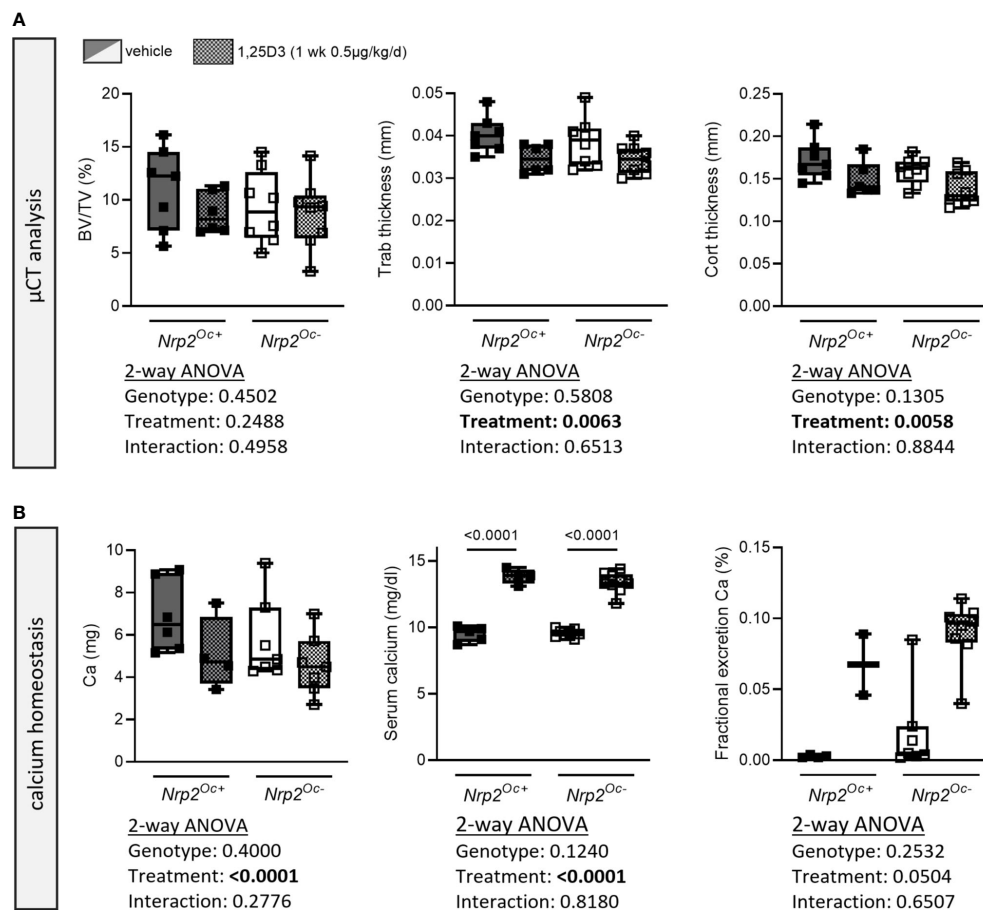 A
vehicle
1,25D3 (1 wk 0.5µg/kg/d)
µCT analysis
BV/TV (%)
20
15
10
5
0
Nrp2Oc+ Nrp2Oc-
2-way ANOVA
Genotype: 0.4502
Treatment: 0.2488
Interaction: 0.4958
Trab thickness (mm)
0.05
0.04
0.03
0.02
0.01
0.00
Nrp2Oc+ Nrp2Oc-
2-way ANOVA
Genotype: 0.5808
Treatment: 0.0063
Interaction: 0.6513
Cort thickness (mm)
0.25
0.20
0.15
0.10
0.05
0.00
Nrp2Oc+ Nrp2Oc-
2-way ANOVA
Genotype: 0.1305
Treatment: 0.0058
Interaction: 0.8844
B
calcium homeostasis
Ca (mg)
10
8
6
4
2
0
Nrp2Oc+ Nrp2Oc-
2-way ANOVA
Genotype: 0.4000
Treatment: <0.0001
Interaction: 0.2776
Serum calcium (mg/dl)
15
10
5
0
<0.0001 <0.0001
Nrp2Oc+ Nrp2Oc-
2-way ANOVA
Genotype: 0.1240
Treatment: <0.0001
Interaction: 0.8180
Fractional excretion Ca (%)
0.15
0.10
0.05
0.00
Nrp2Oc+ Nrp2Oc-
2-way ANOVA
Genotype: 0.2532
Treatment: 0.0504
Interaction: 0.6507